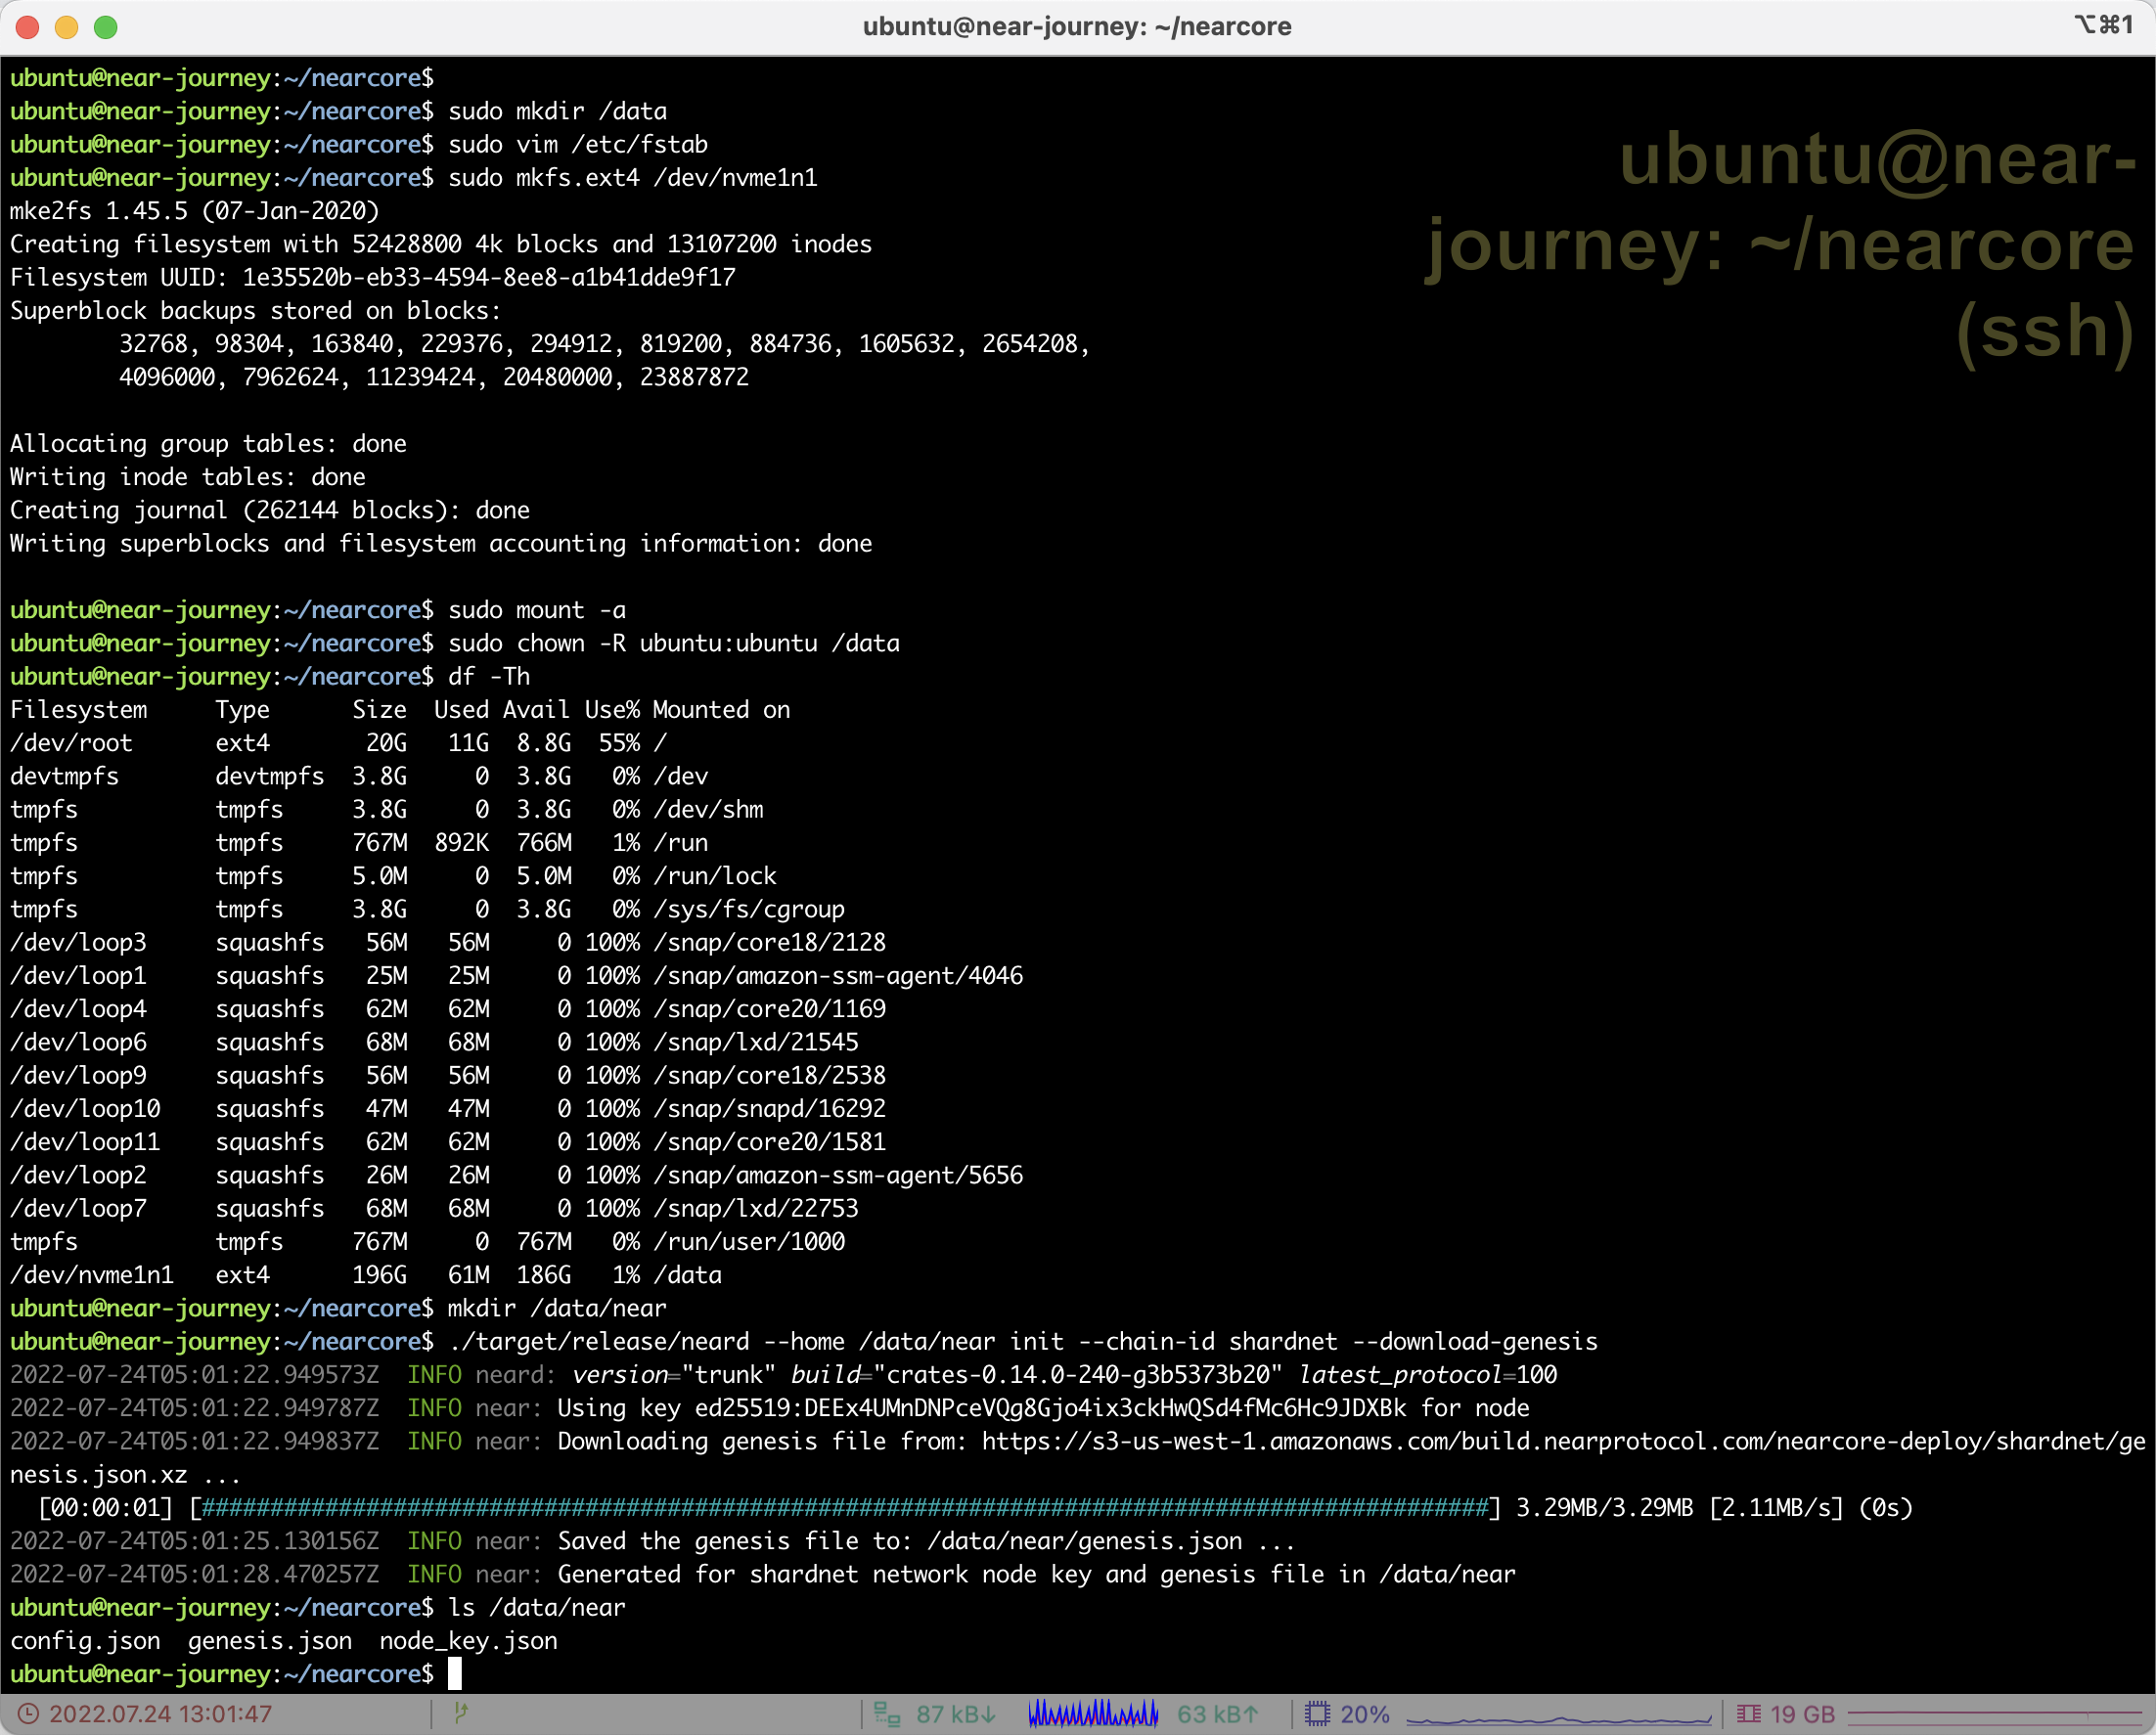 ubuntu@near-journey: ~/nearcore
⌥⌘1
ubuntu@near-journey:~/nearcore$
ubuntu@near-journey:~/nearcore$ sudo mkdir /data
ubuntu@near-journey:~/nearcore$ sudo vim /etc/fstab
ubuntu@near-journey:~/nearcore$ sudo mkfs.ext4 /dev/nvme1n1
mke2fs 1.45.5 (07-Jan-2020)
Creating filesystem with 52428800 4k blocks and 13107200 inodes
Filesystem UUID: 1e35520b-eb33-4594-8ee8-a1b41dde9f17
Superblock backups stored on blocks:
32768, 98304, 163840, 229376, 294912, 819200, 884736, 1605632, 2654208,
4096000, 7962624, 11239424, 20480000, 23887872
ubuntu@near-
journey: ~/nearcore
(ssh)
Allocating group tables: done
Writing inode tables: done
Creating journal (262144 blocks): done
Writing superblocks and filesystem accounting information: done
ubuntu@near-journey:~/nearcore$ sudo mount -a
ubuntu@near-journey:~/nearcore$ sudo chown -R ubuntu:ubuntu /data
ubuntu@near-journey:~/nearcore$ df -Th
Filesystem     Type      Size  Used Avail Use% Mounted on
/dev/root      ext4       20G   11G  8.8G  55% /
devtmpfs       devtmpfs  3.8G     0  3.8G   0% /dev
tmpfs          tmpfs     3.8G     0  3.8G   0% /dev/shm
tmpfs          tmpfs     767M  892K  766M   1% /run
tmpfs          tmpfs     5.0M     0  5.0M   0% /run/lock
tmpfs          tmpfs     3.8G     0  3.8G   0% /sys/fs/cgroup
/dev/loop3     squashfs   56M   56M     0 100% /snap/core18/2128
/dev/loop1     squashfs   25M   25M     0 100% /snap/amazon-ssm-agent/4046
/dev/loop4     squashfs   62M   62M     0 100% /snap/core20/1169
/dev/loop6     squashfs   68M   68M     0 100% /snap/lxd/21545
/dev/loop9     squashfs   56M   56M     0 100% /snap/core18/2538
/dev/loop10    squashfs   47M   47M     0 100% /snap/snapd/16292
/dev/loop11    squashfs   62M   62M     0 100% /snap/core20/1581
/dev/loop2     squashfs   26M   26M     0 100% /snap/amazon-ssm-agent/5656
/dev/loop7     squashfs   68M   68M     0 100% /snap/lxd/22753
tmpfs          tmpfs     767M     0  767M   0% /run/user/1000
/dev/nvme1n1   ext4      196G   61M  186G   1% /data
ubuntu@near-journey:~/nearcore$ mkdir /data/near
ubuntu@near-journey:~/nearcore$ ./target/release/neard --home /data/near init --chain-id shardnet --download-genesis
2022-07-24T05:01:22.949573Z  INFO neard: version="trunk" build="crates-0.14.0-240-g3b5373b20" latest_protocol=100
2022-07-24T05:01:22.949787Z  INFO near: Using key ed25519:DEEx4UMnDNPceVQg8Gjo4ix3ckHwQSd4fMc6Hc9JDXBk for node
2022-07-24T05:01:22.949837Z  INFO near: Downloading genesis file from: https://s3-us-west-1.amazonaws.com/build.nearprotocol.com/nearcore-deploy/shardnet/ge
nesis.json.xz ...
[00:00:01] [##############################################################################################] 3.29MB/3.29MB [2.11MB/s] (0s)
2022-07-24T05:01:25.130156Z  INFO near: Saved the genesis file to: /data/near/genesis.json ...
2022-07-24T05:01:28.470257Z  INFO near: Generated for shardnet network node key and genesis file in /data/near
ubuntu@near-journey:~/nearcore$ ls /data/near
config.json  genesis.json  node_key.json
ubuntu@near-journey:~/nearcore$
2022.07.24 13:01:47
87 kB↓
63 kB↑
20%
19 GB